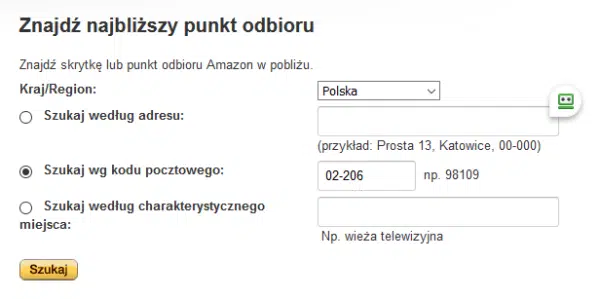 Znajdź najbliższy punkt odbioru
Znajdź skrytkę lub punkt odbioru Amazon w pobliżu.
Kraj/Region: Polska
Szukaj według adresu:
(przykład: Prosta 13, Katowice, 00-000)
Szukaj wg kodu pocztowego: 02-206 np. 98109
Szukaj według charakterystycznego
miejsca:
Np. wieża telewizyjna
Szukaj